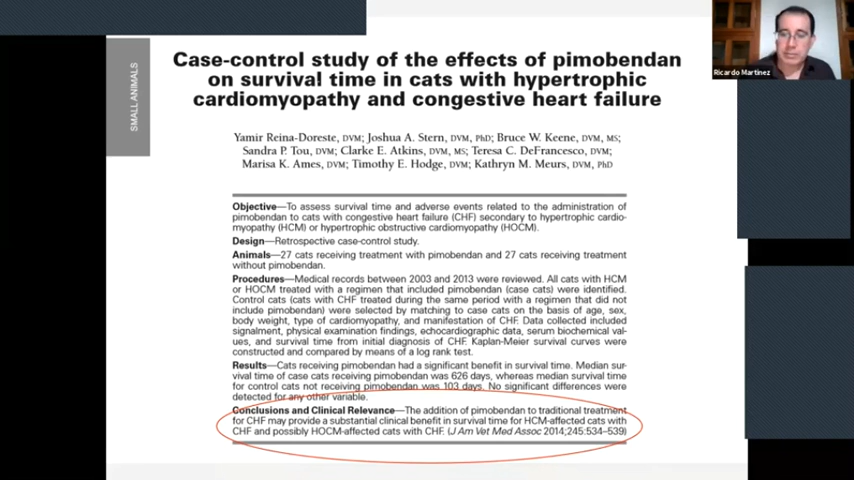 SMALL ANIMALS
Case-control study of the effects of pimobendan
on survival time in cats with hypertrophic
cardiomyopathy and congestive heart failure
Yamir Reina-Doreste, DVM; Joshua A. Stern, DVM, PhD; Bruce W. Keene, DVM, MS;
Sandra P. Tou, DVM; Clarke E. Atkins, DVM, MS; Teresa C. DeFrancesco, DVM;
Marisa K. Ames, DVM; Timothy E. Hodge, DVM; Kathryn M. Meurs, DVM, PhD
Objective—To assess survival time and adverse events related to the administration of
pimobendan to cats with congestive heart failure (CHF) secondary to hypertrophic cardio-
myopathy (HCM) or hypertrophic obstructive cardiomyopathy (HOCM).
Design—Retrospective case-control study.
Animals—27 cats receiving treatment with pimobendan and 27 cats receiving treatment
without pimobendan.
Procedures—Medical records between 2003 and 2013 were reviewed. All cats with HCM
or HOCM treated with a regimen that included pimobendan (case cats) were identified.
Control cats (cats with CHF treated during the same period with a regimen that did not
include pimobendan) were selected by matching to case cats on the basis of age, sex,
body weight, type of cardiomyopathy, and manifestation of CHF. Data collected included
signalment, physical examination findings, echocardiographic data, serum biochemical val-
ues, and survival time from initial diagnosis of CHF. Kaplan-Meier survival curves were
constructed and compared by means of a log rank test.
Results—Cats receiving pimobendan had a significant benefit in survival time. Median sur-
vival time of case cats receiving pimobendan was 626 days, whereas median survival time
for control cats not receiving pimobendan was 103 days. No significant differences were
detected for any other variable.
Conclusions and Clinical Relevance—The addition of pimobendan to traditional treatment
for CHF may provide a substantial clinical benefit in survival time for HCM-affected cats with
CHF and possibly HOCM-affected cats with CHF. (J Am Vet Med Assoc 2014;245:534–539)
Ricardo Martinez